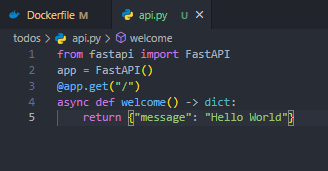 Dockerfile M
api.py U
todos > api.py > welcome
1 from fastapi import FastAPI
2 app = FastAPI()
3 @app.get("/")
4 async def welcome() -> dict:
5     return {"message": "Hello World"}